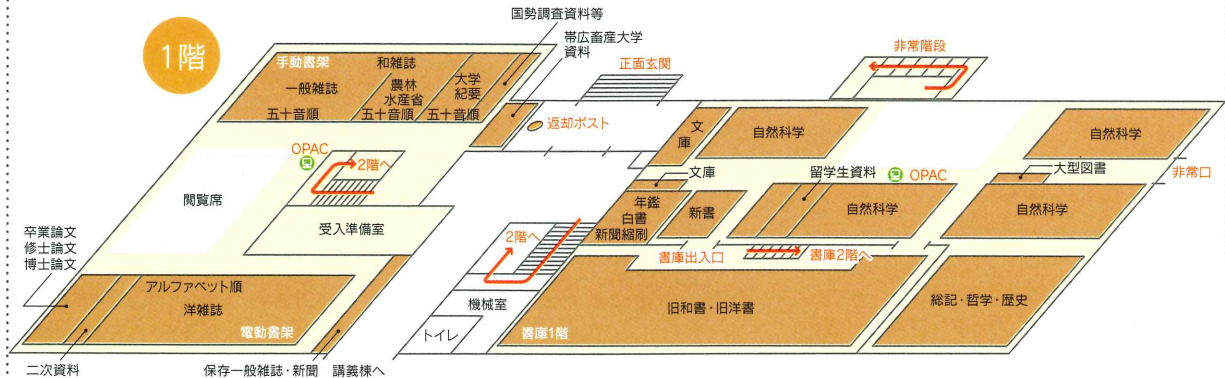 1階
国勢調査資料等
帯広畜産大学
資料
正面玄関
非常階段
手動書架
和雑誌
一般雑誌
五十音順
農林
水産省
五十音順
大学
紀要
五十音順
返却ポスト
文
庫
自然科学
自然科学
OPAC
2階へ
文庫
留学生資料
OPAC
大型図書
非常口
閲覧席
年鑑
白書
新聞縮刷
新書
自然科学
自然科学
受入準備室
2階へ
書庫出入口
書庫2階へ
卒業論文
修士論文
博士論文
アルファベット順
洋雑誌
電動書架
機械室
トイレ
旧和書・旧洋書
書庫1階
総記・哲学・歴史
二次資料
保存一般雑誌・新聞
講義棟へ